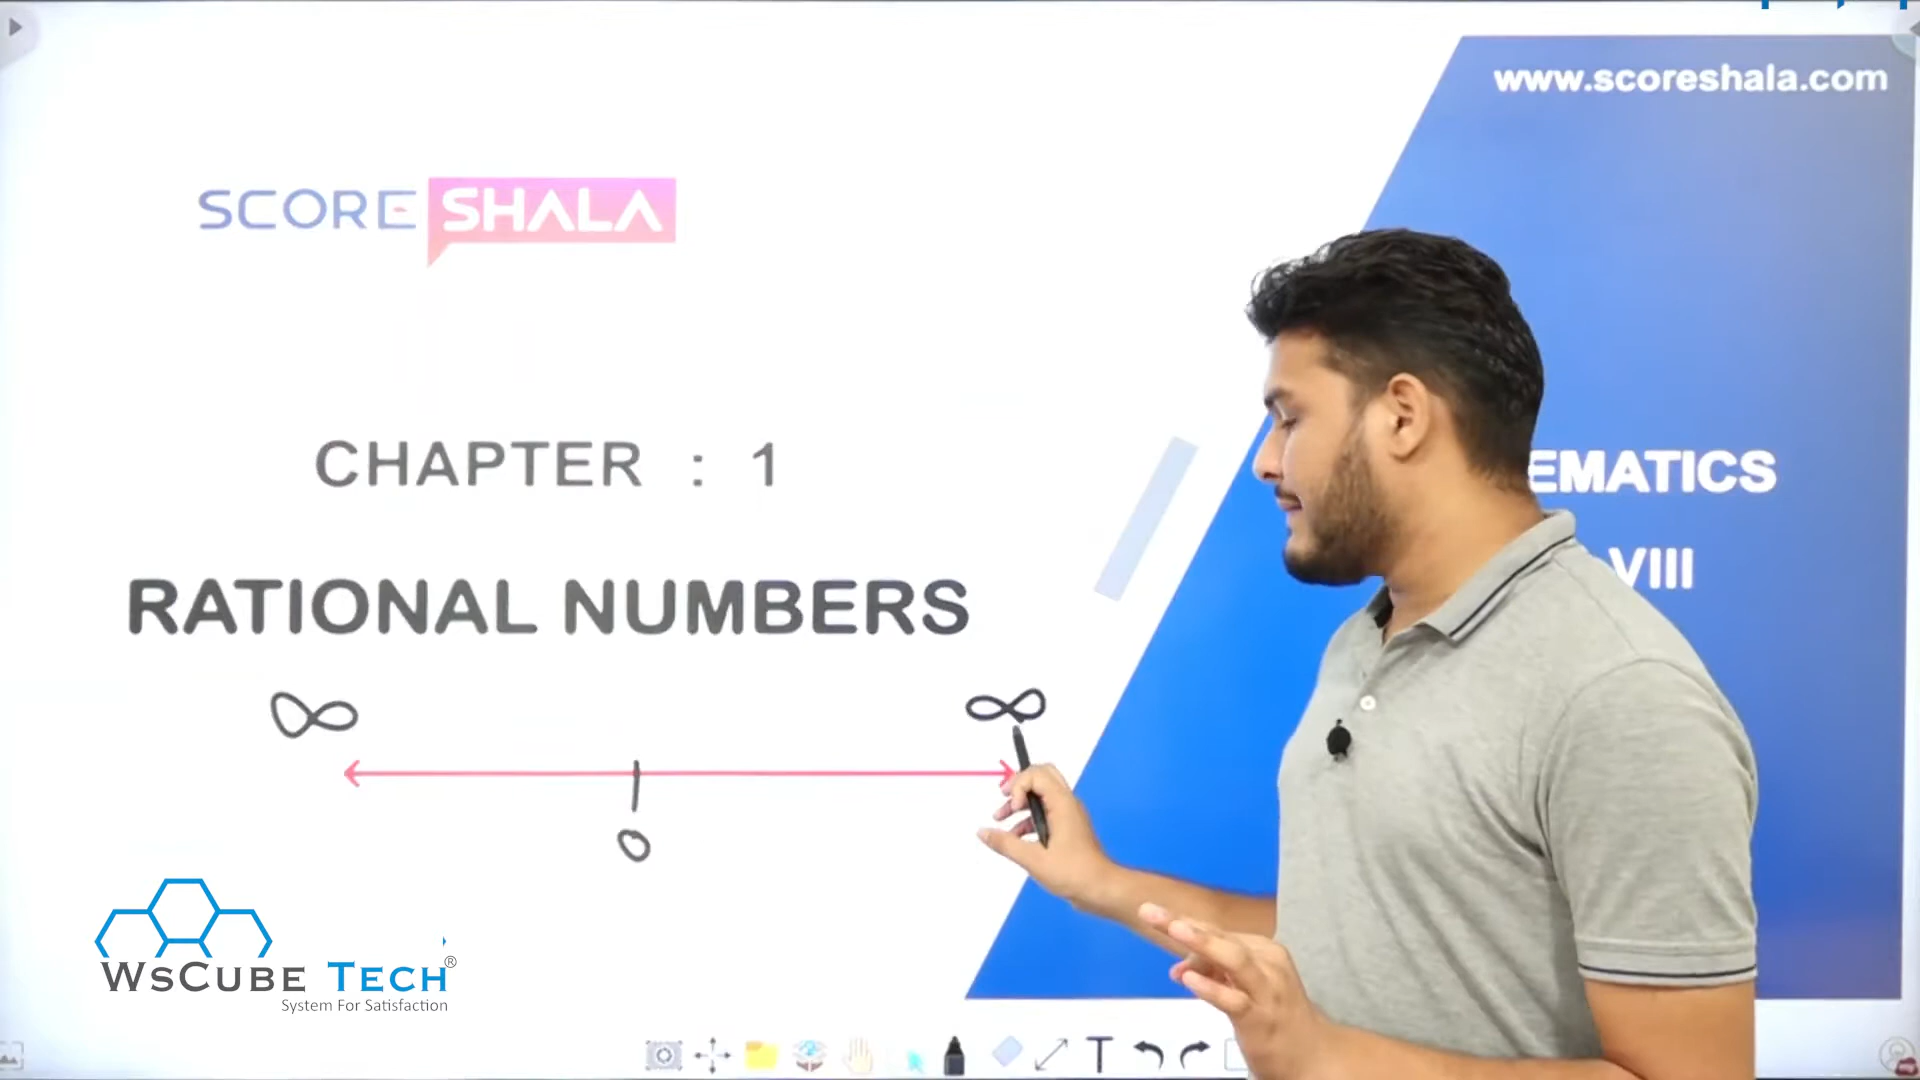 www.scoreshala.com
SCORE SHALA
CHAPTER : 1
RATIONAL NUMBERS
EMATICS
VIII
∞ ∞
0
WSCUBE TECH®
System For Satisfaction
T